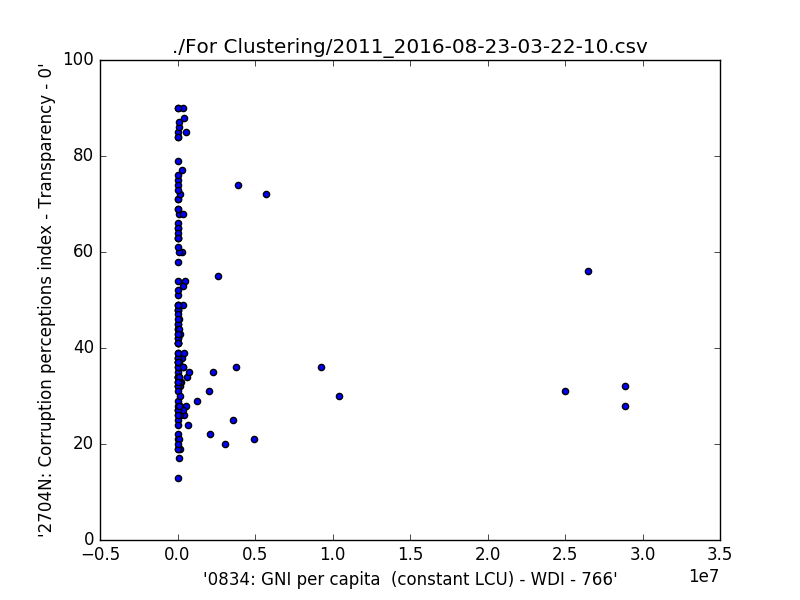 ./For Clustering/2011_2016-08-23-03-22-10.csv
'2704N: Corruption perceptions index - Transparency - 0'
100
80
60
40
20
0
−0.5 0.0 0.5 1.0 1.5 2.0 2.5 3.0 3.5
1e7
'0834: GNI per capita  (constant LCU) - WDI - 766'